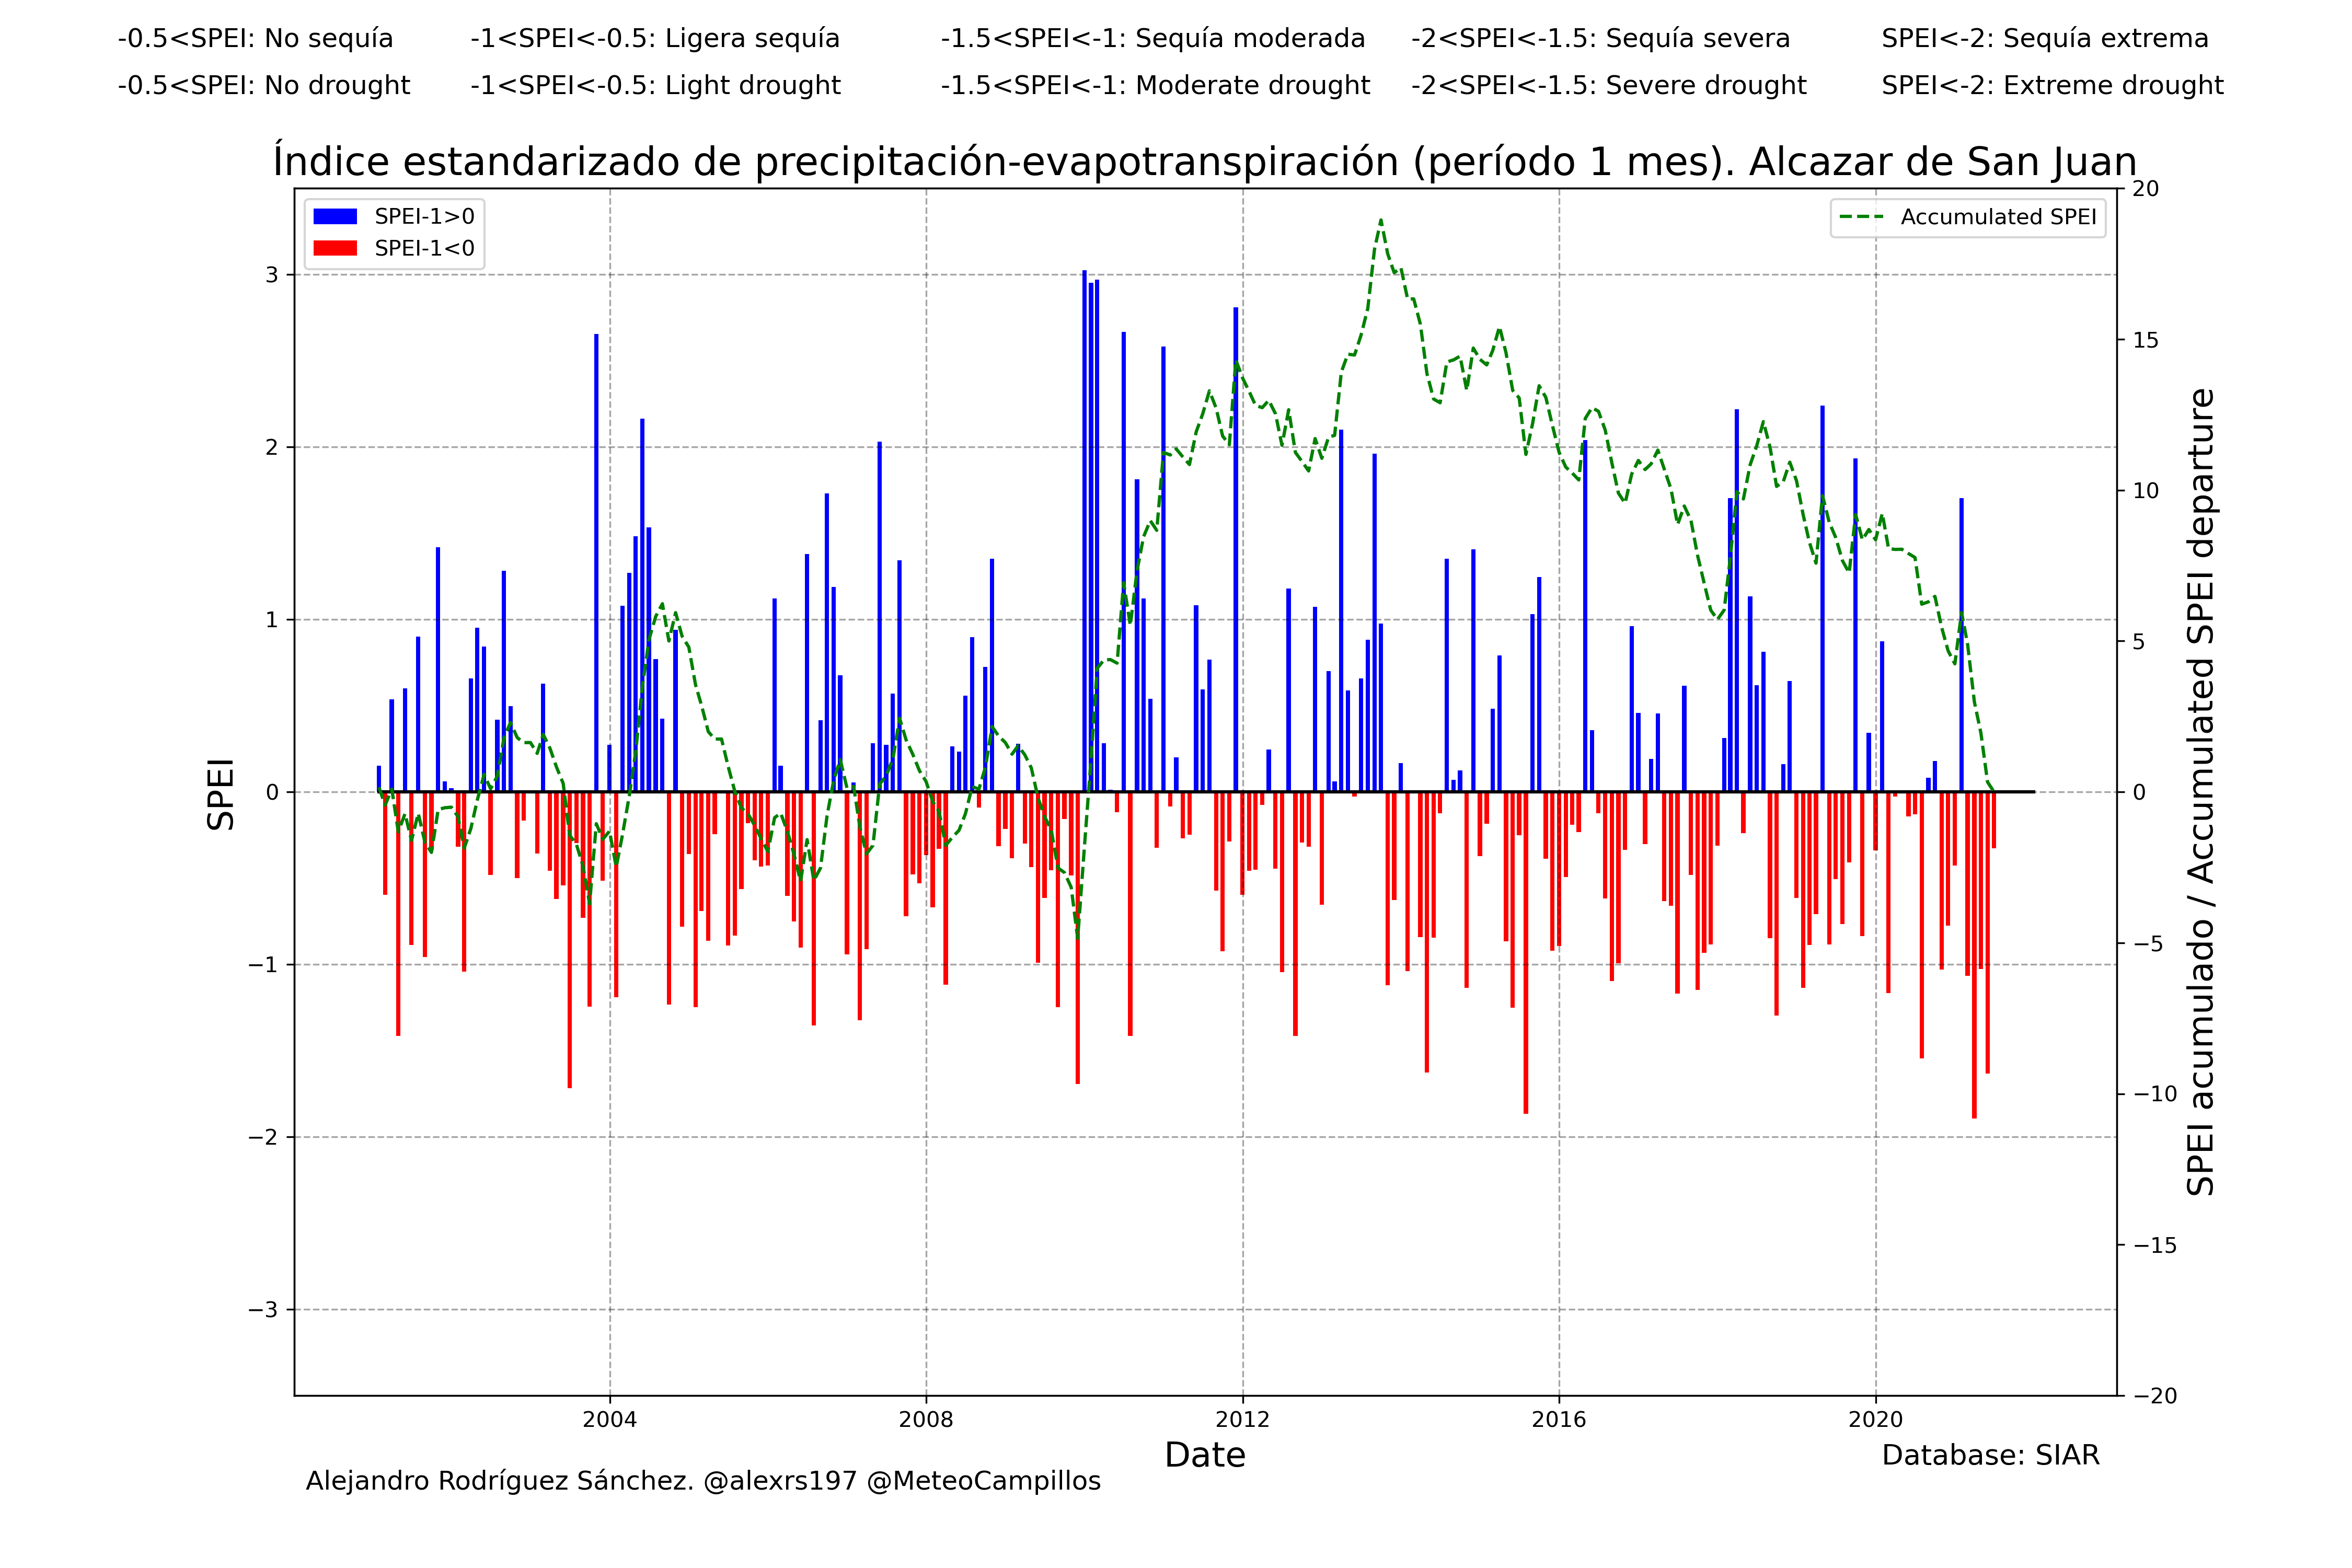 -0.5<SPEI: No sequía -1<SPEI<-0.5: Ligera sequía -1.5<SPEI<-1: Sequía moderada -2<SPEI<-1.5: Sequía severa SPEI<-2: Sequía extrema
-0.5<SPEI: No drought -1<SPEI<-0.5: Light drought -1.5<SPEI<-1: Moderate drought -2<SPEI<-1.5: Severe drought SPEI<-2: Extreme drought
Índice estandarizado de precipitación-evapotranspiración (período 1 mes). Alcazar de San Juan
SPEI-1>0
SPEI-1<0
Accumulated SPEI
SPEI
3
2
1
0
−1
−2
−3
20
15
10
5
0
−5
−10
−15
−20
SPEI acumulado / Accumulated SPEI departure
2004 2008 2012 2016 2020
Date
Database: SIAR
Alejandro Rodríguez Sánchez. @alexrs197 @MeteoCampillos